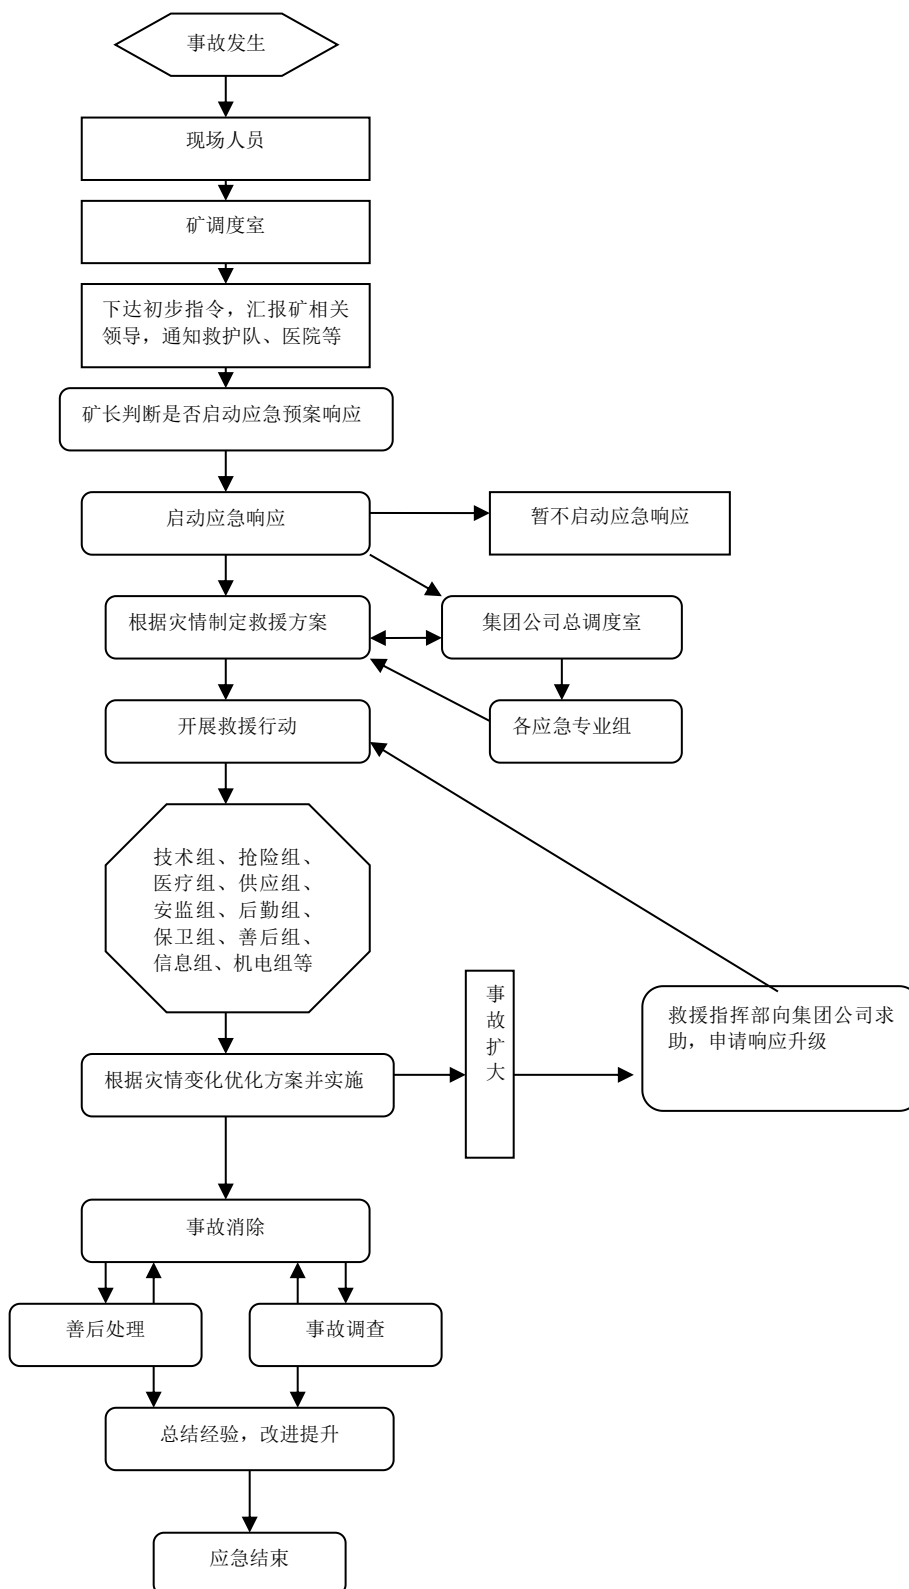 事故发生
现场人员
矿调度室
下达初步指令，汇报矿相关
领导，通知救护队、医院等
矿长判断是否启动应急预案响应
启动应急响应
暂不启动应急响应
根据灾情制定救援方案
集团公司总调度室
开展救援行动
各应急专业组
技术组、抢险组、
医疗组、供应组、
安监组、后勤组、
保卫组、善后组、
信息组、机电组等
事故扩大
救援指挥部向集团公司求
助，申请响应升级
根据灾情变化优化方案并实施
事故消除
善后处理
事故调查
总结经验，改进提升
应急结束